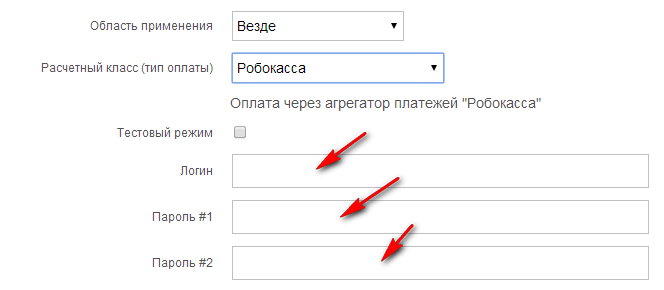 Область применения Везде
Расчетный класс (тип оплаты) Робокасса
Оплата через агрегатор платежей "Робокасса"
Тестовый режим
Логин
Пароль #1
Пароль #2